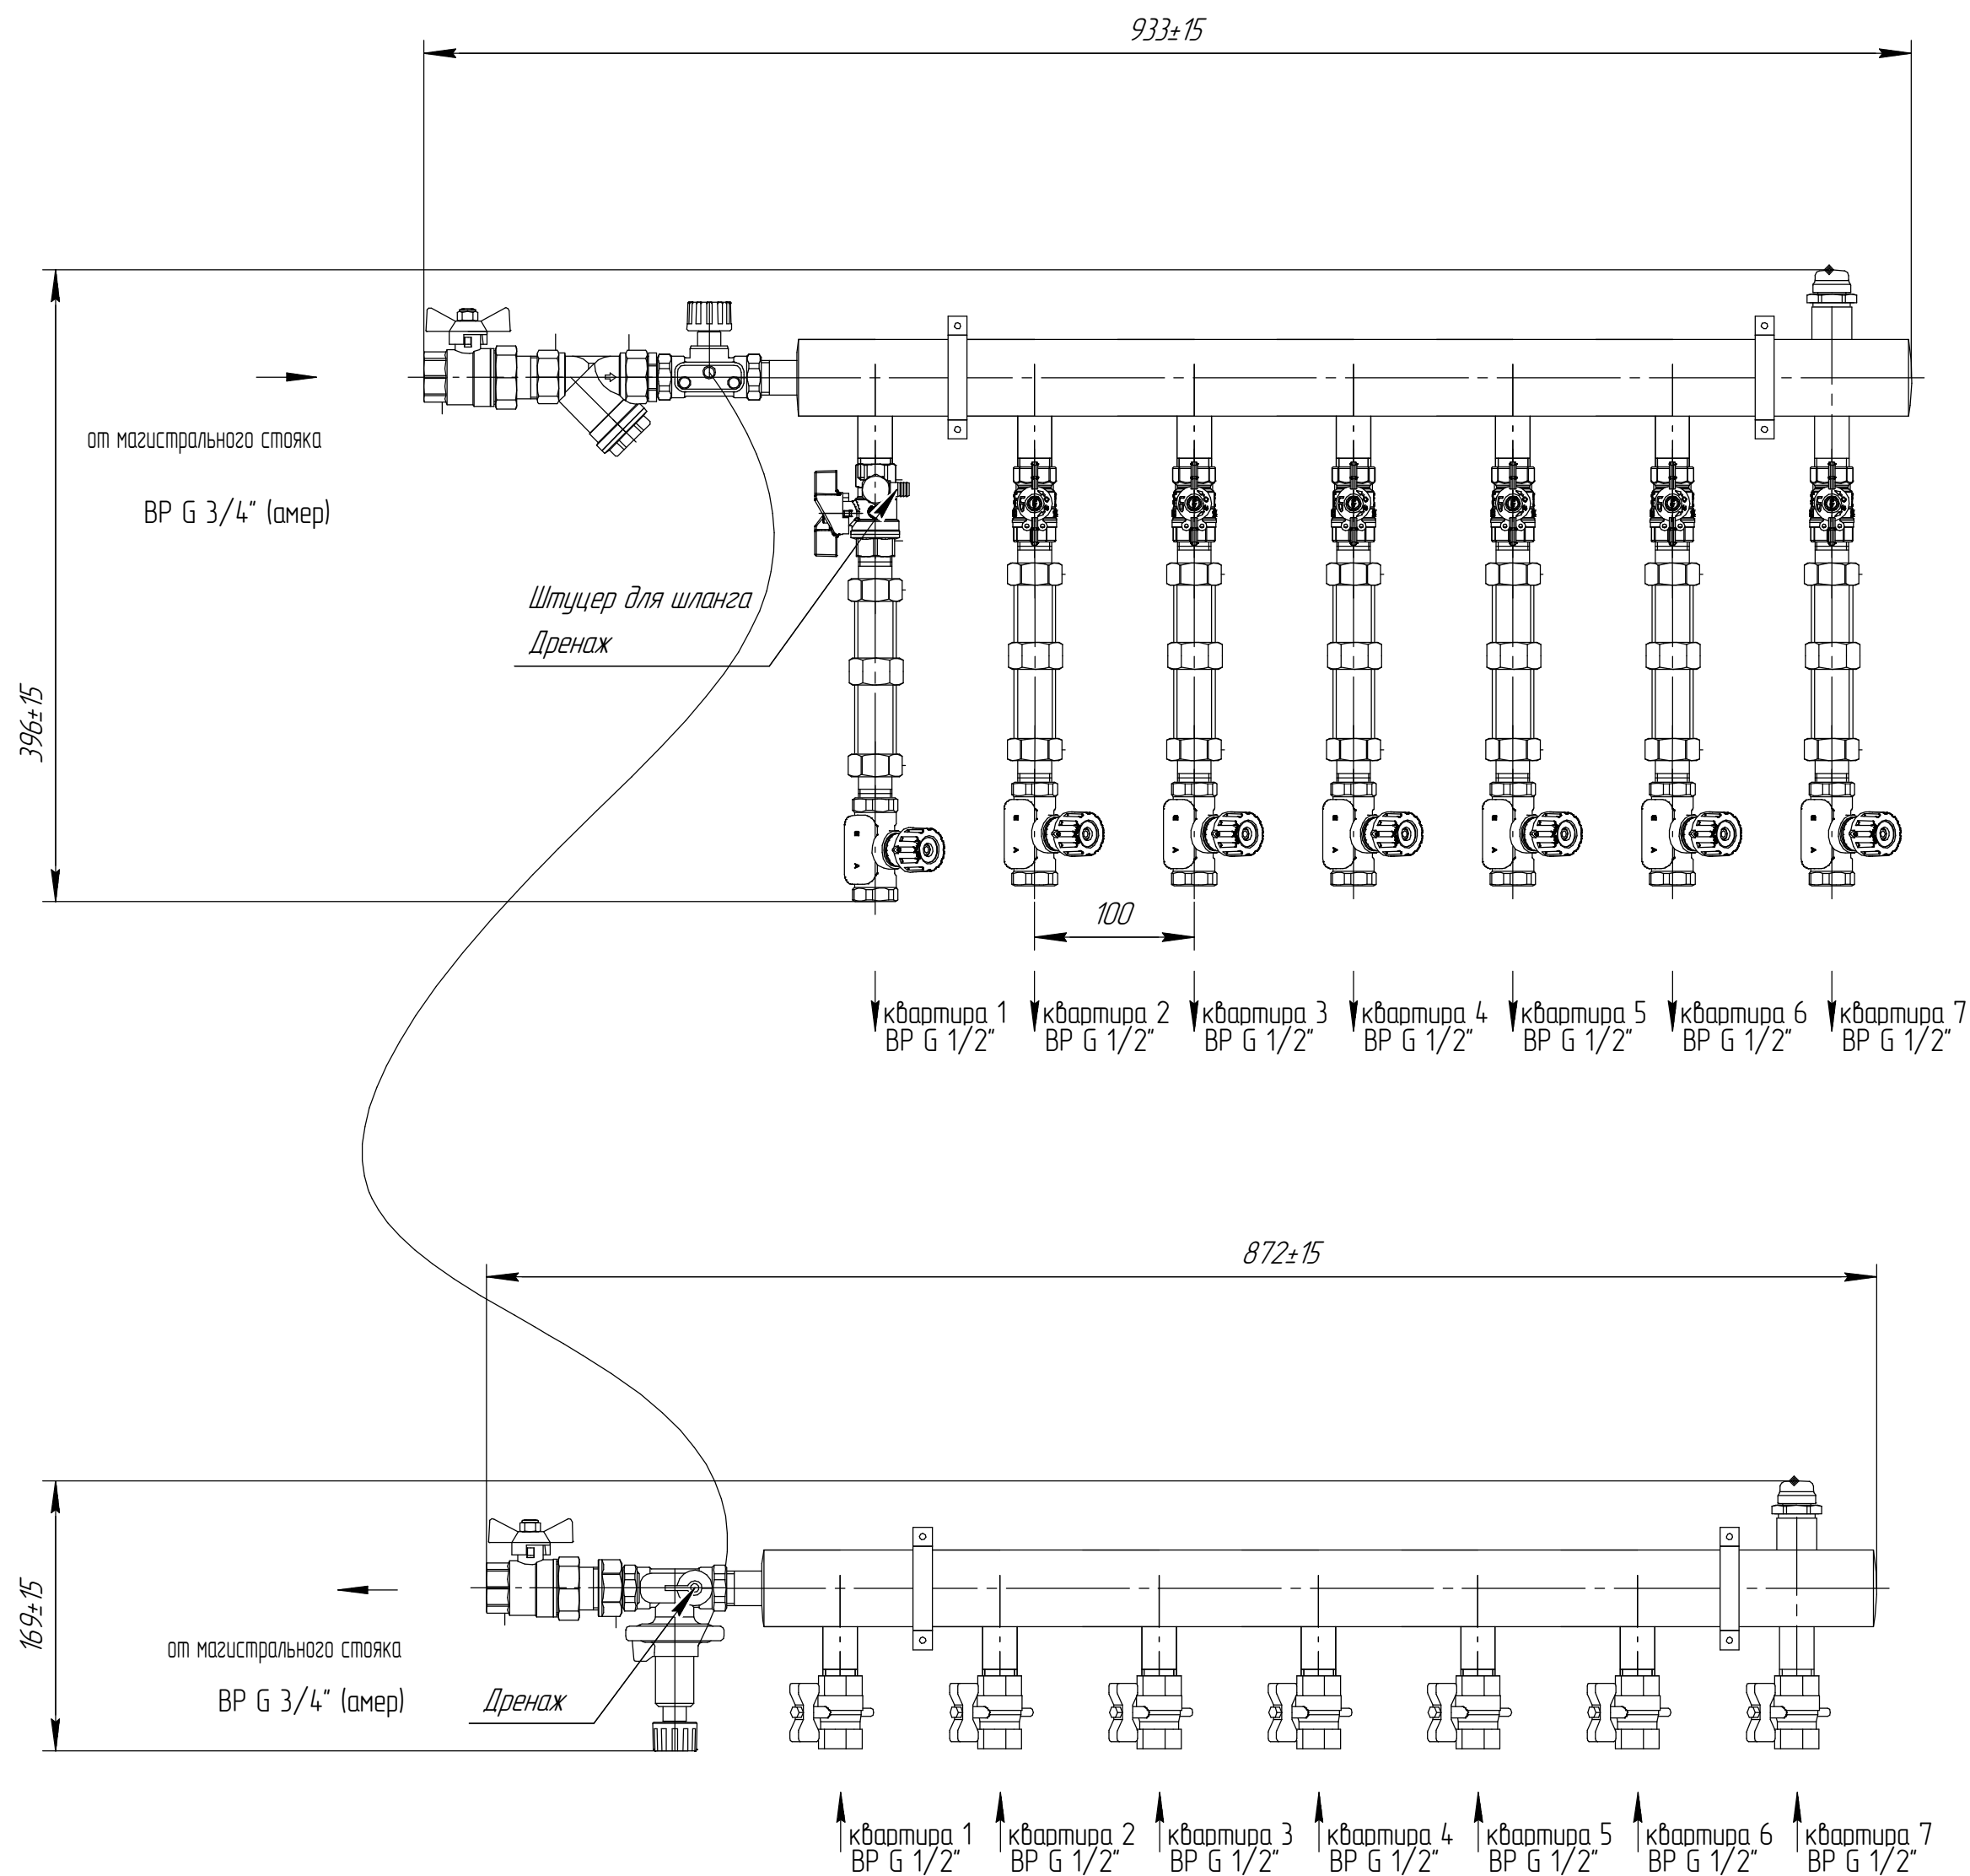 933±15
от магистрального стояка
ВР G 3/4" (амер)
Штуцер для шланга
Дренаж
396±15
100
квартира 1
ВР G 1/2"
квартира 2
ВР G 1/2"
квартира 3
ВР G 1/2"
квартира 4
ВР G 1/2"
квартира 5
ВР G 1/2"
квартира 6
ВР G 1/2"
квартира 7
ВР G 1/2"
872±15
169±15
от магистрального стояка
ВР G 3/4" (амер)
Дренаж
квартира 1
ВР G 1/2"
квартира 2
ВР G 1/2"
квартира 3
ВР G 1/2"
квартира 4
ВР G 1/2"
квартира 5
ВР G 1/2"
квартира 6
ВР G 1/2"
квартира 7
ВР G 1/2"